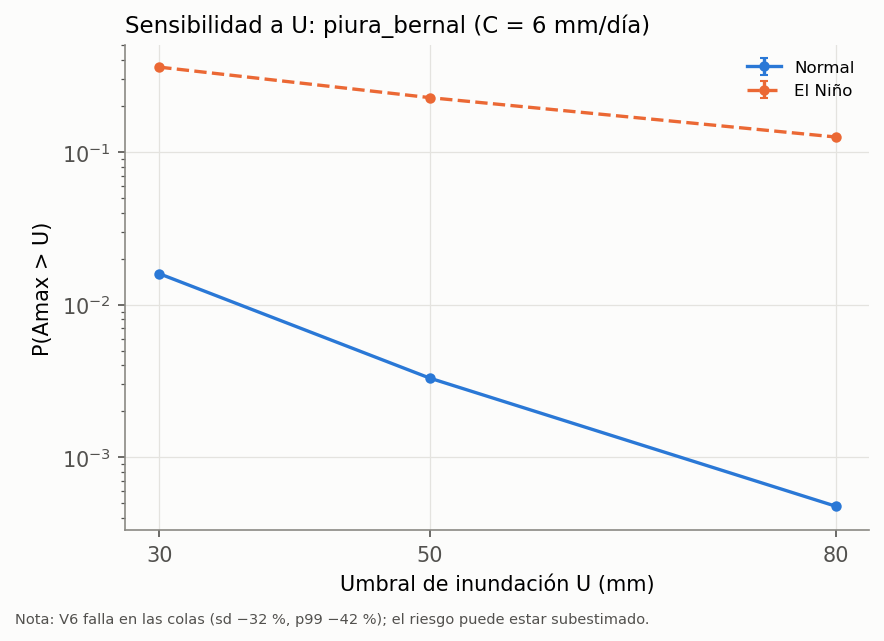 Sensibilidad a U: piura_bernal (C = 6 mm/día)
Normal
El Niño
P(Amax > U)
10⁻¹
10⁻²
10⁻³
30 50 80
Umbral de inundación U (mm)
Nota: V6 falla en las colas (sd −32 %, p99 −42 %); el riesgo puede estar subestimado.